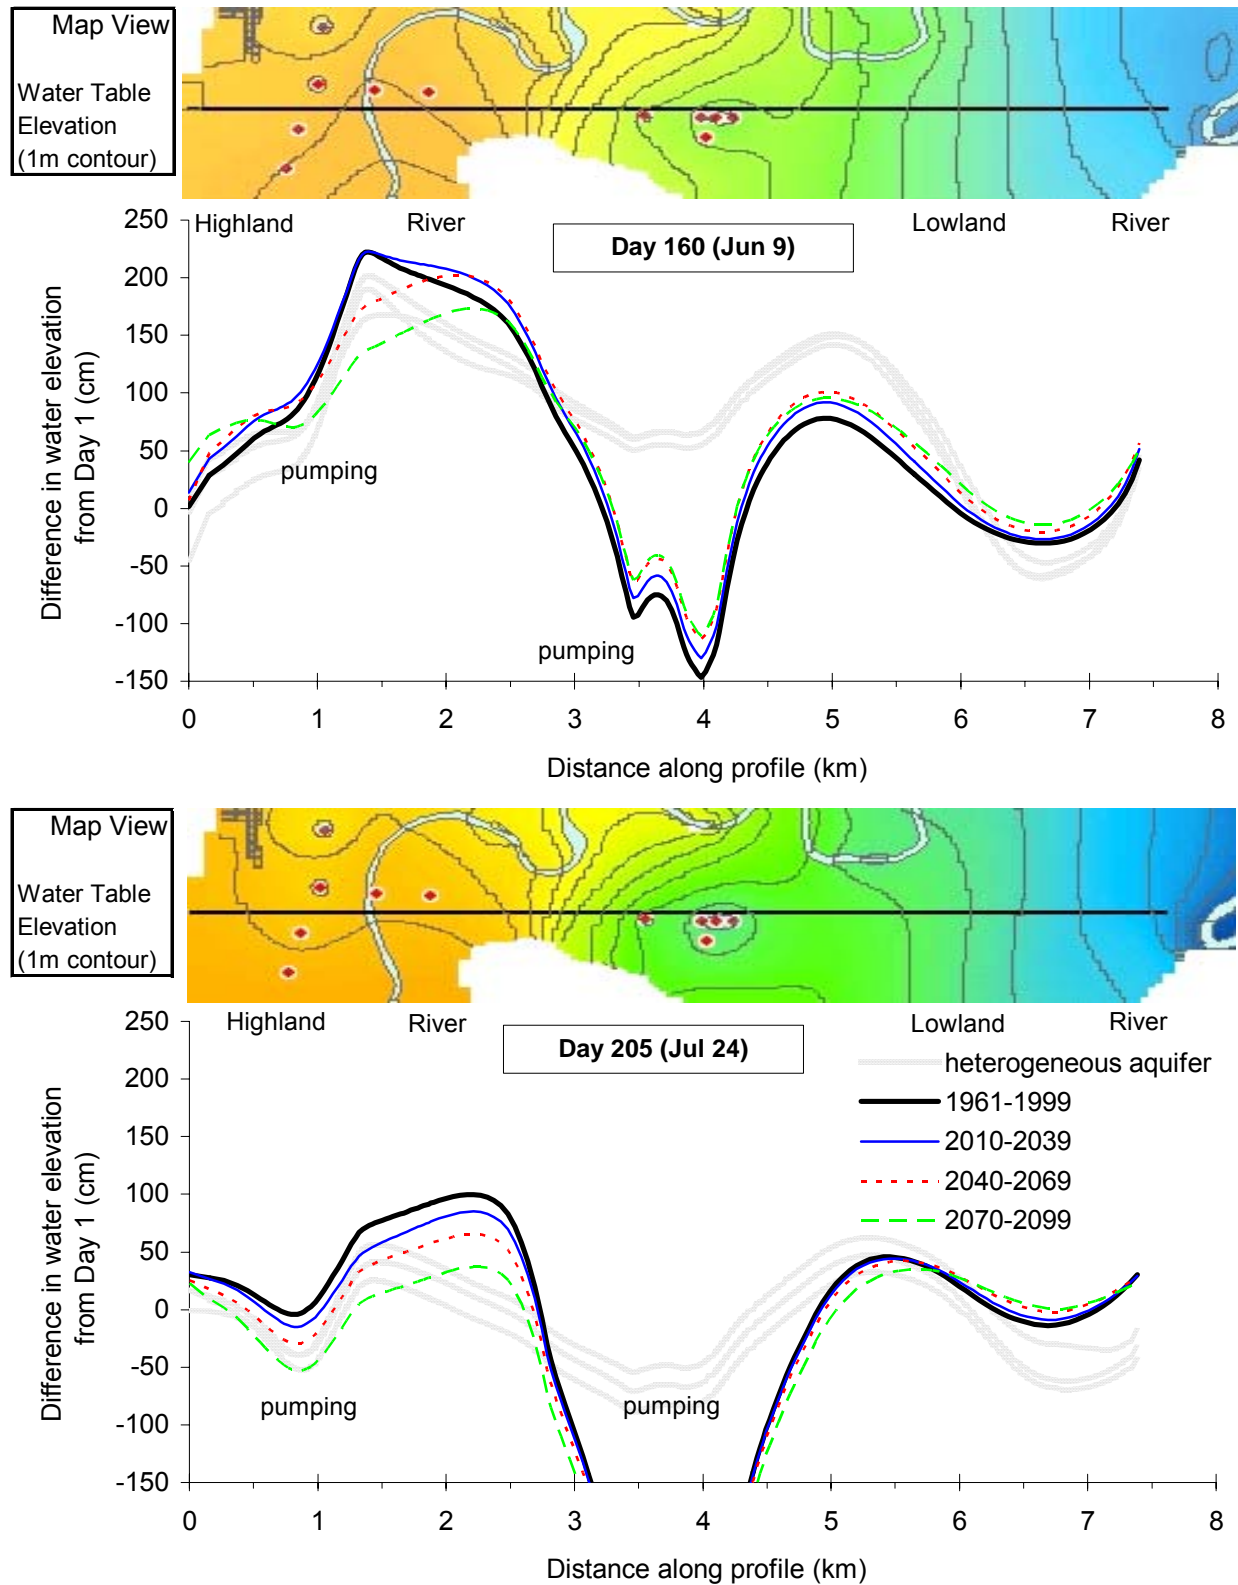 Map View
Water Table
Elevation
(1m contour)
Highland
River
Day 160 (Jun 9)
Lowland
River
250
200
150
100
50
0
-50
-100
-150
Difference in water elevation
from Day 1 (cm)
pumping
pumping
0 1 2 3 4 5 6 7 8
Distance along profile (km)
Map View
Water Table
Elevation
(1m contour)
Highland
River
Day 205 (Jul 24)
Lowland
River
heterogeneous aquifer
1961-1999
2010-2039
2040-2069
2070-2099
250
200
150
100
50
0
-50
-100
-150
Difference in water elevation
from Day 1 (cm)
pumping
pumping
0 1 2 3 4 5 6 7 8
Distance along profile (km)